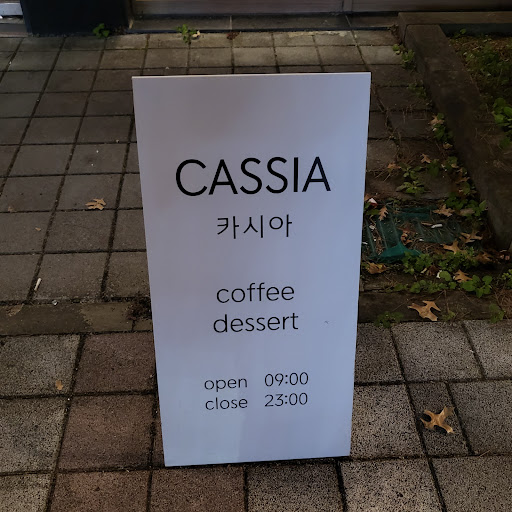 CASSIA
카시아
coffee
dessert
open 09:00
close 23:00